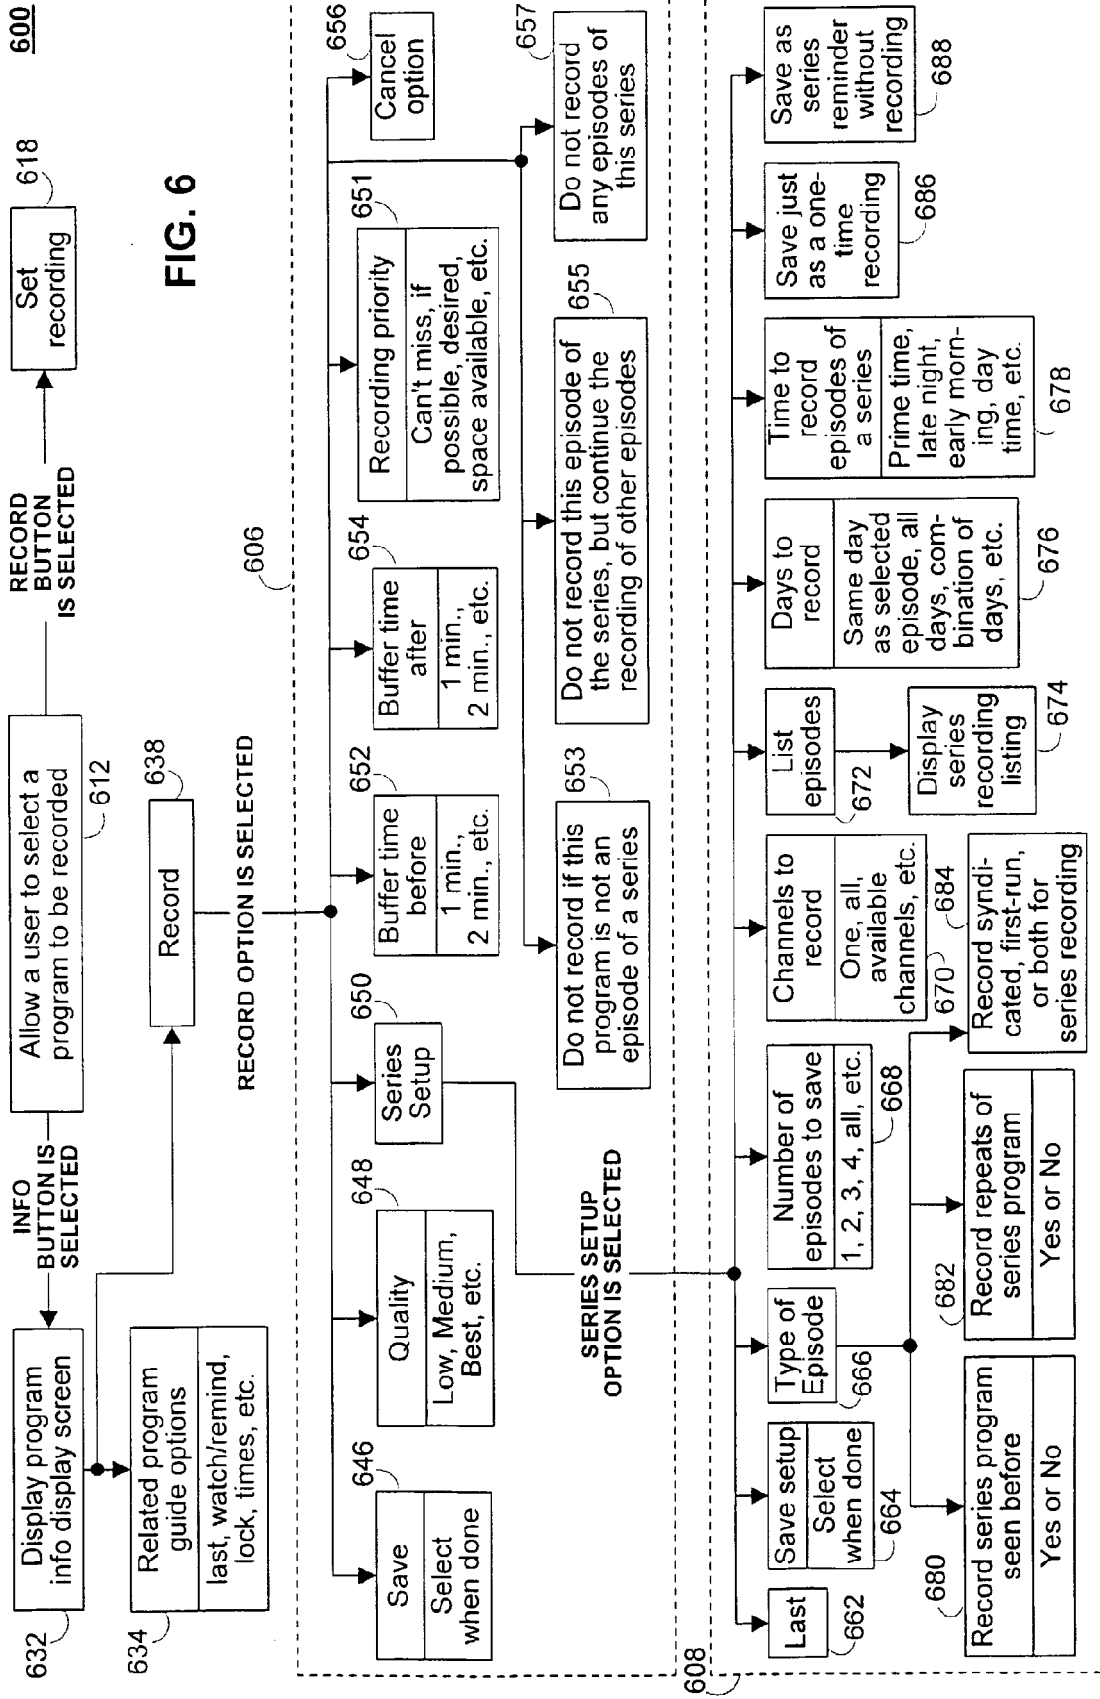 600
FIG. 6
Allow a user to select a
program to be recorded
612
RECORD
BUTTON
IS SELECTED
Set
recording
618
INFO
BUTTON IS
SELECTED
Display program
info display screen
632
Related program
guide options
last, watch/remind,
lock, times, etc.
634
Record
638
RECORD OPTION IS SELECTED
606
Save
Select
when done
646
Quality
Low, Medium,
Best, etc.
648
Series
Setup
650
Buffer time
before
1 min.,
2 min., etc.
652
Buffer time
after
1 min.,
2 min., etc.
654
Recording priority
Can't miss, if
possible, desired,
space available, etc.
651
Cancel
option
656
Do not record if this
program is not an
episode of a series
653
Do not record this episode of
the series, but continue the
recording of other episodes
655
Do not record
any episodes of
this series
657
SERIES SETUP
OPTION IS SELECTED
608
Last
662
Save setup
Select
when done
664
Type of
Episode
666
Number of
episodes to save
1, 2, 3, 4, all, etc.
668
Channels to
record
One, all,
available
channels, etc.
670
List
episodes
672
Display
series
recording
listing
674
Days to
record
Same day
as selected
episode, all
days, com-
bination of
days, etc.
676
Time to
record
episodes of
a series
Prime time,
late night,
early morn-
ing, day
time, etc.
678
Save just
as a one-
time
recording
686
Save as
series
reminder
without
recording
688
680
Record series program
seen before
Yes or No
682
Record repeats of
series program
Yes or No
684
Record syndi-
cated, first-run,
or both for
series recording